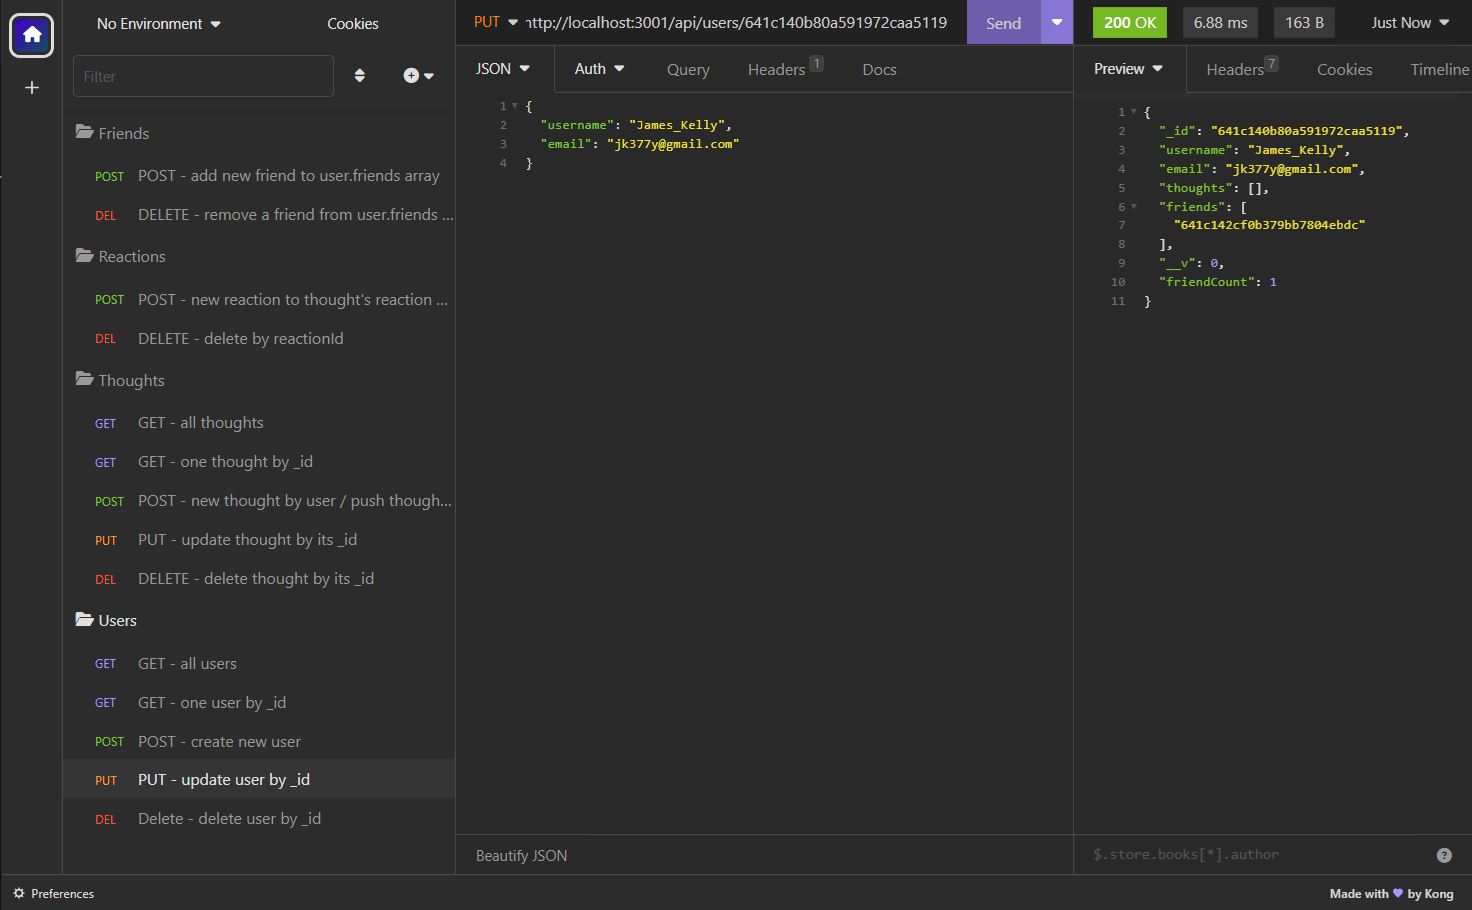 No Environment
Cookies
Filter
Friends
POST POST - add new friend to user.friends array
DEL DELETE - remove a friend from user.friends ...
Reactions
POST POST - new reaction to thought's reaction ...
DEL DELETE - delete by reactionId
Thoughts
GET GET - all thoughts
GET GET - one thought by _id
POST POST - new thought by user / push though...
PUT PUT - update thought by its _id
DEL DELETE - delete thought by its _id
Users
GET GET - all users
GET GET - one user by _id
POST POST - create new user
PUT PUT - update user by _id
DEL Delete - delete user by _id
Preferences
PUT ttp://localhost:3001/api/users/641c140b80a591972caa5119 Send
JSON Auth Query Headers 1 Docs
1 {
2 "username": "James_Kelly",
3 "email": "jk377y@gmail.com"
4 }
Beautify JSON
200 OK 6.88 ms 163 B Just Now
Preview Headers 7 Cookies Timeline
1 {
2 "_id": "641c140b80a591972caa5119",
3 "username": "James_Kelly",
4 "email": "jk377y@gmail.com",
5 "thoughts": [],
6 "friends": [
7 "641c142cf0b379bb7804ebdc"
8 ],
9 "__v": 0,
10 "friendCount": 1
11 }
$.store.books[*].author
Made with 💜 by Kong